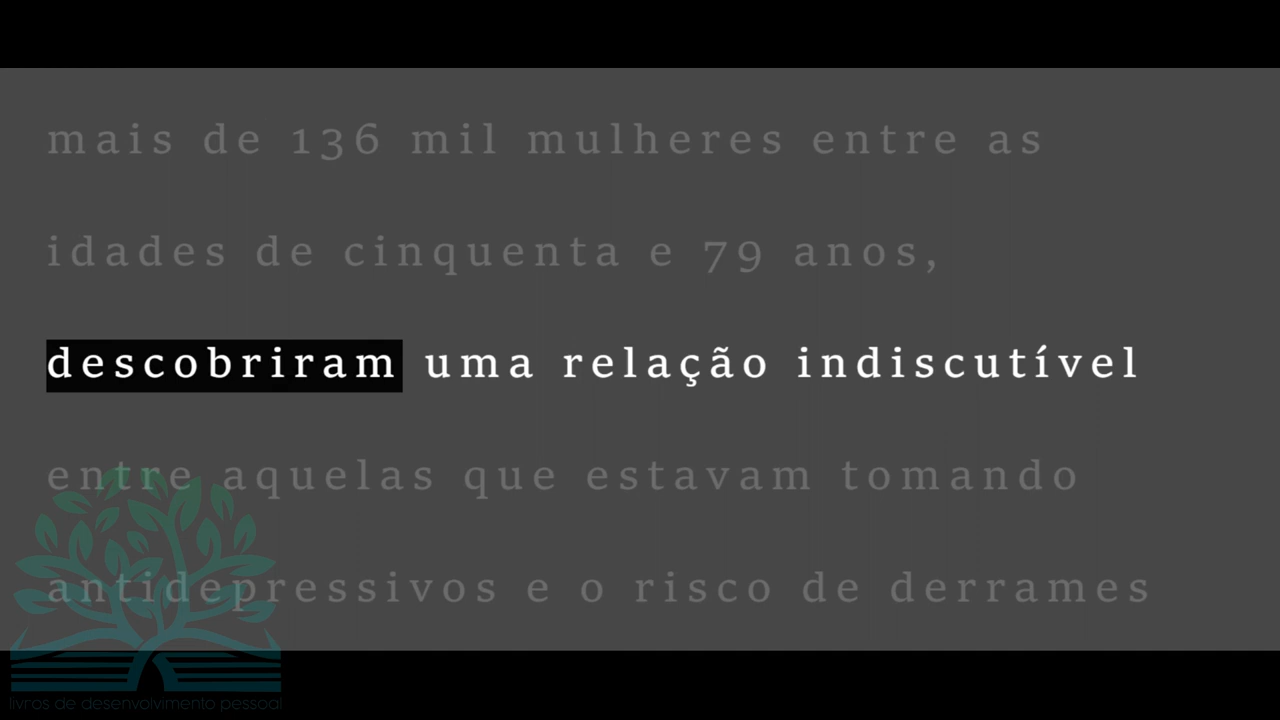 mais de 136 mil mulheres entre as
idades de cinquenta e 79 anos,
descobriram uma relação indiscutível
entre aquelas que estavam tomando
antidepressivos e o risco de derrames
livros de desenvolvimento pessoal